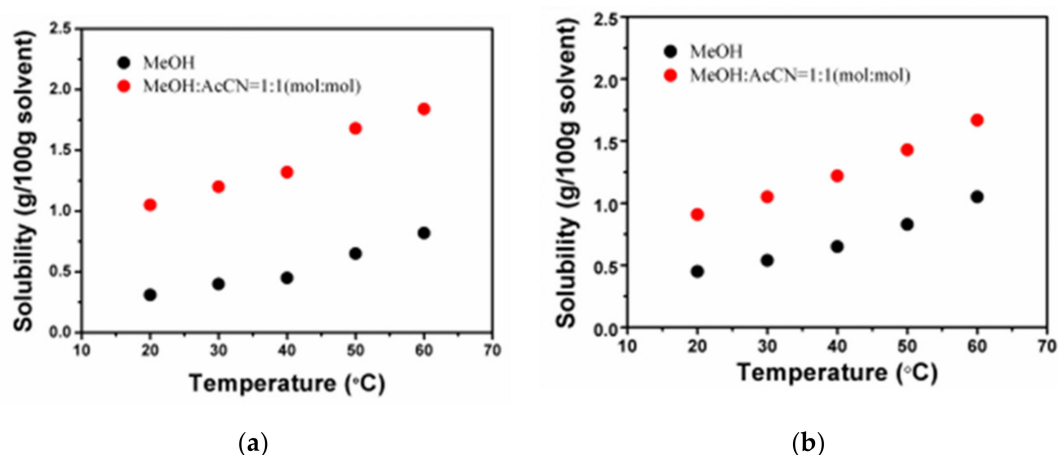 Solubility (g/100g solvent)
2.5
2.0
1.5
1.0
0.5
0.0
MeOH
MeOH:AcCN=1:1(mol:mol)
10 20 30 40 50 60 70
Temperature (°C)
(a)
Solubility (g/100g solvent)
2.5
2.0
1.5
1.0
0.5
0.0
MeOH
MeOH:AcCN=1:1(mol:mol)
10 20 30 40 50 60 70
Temperature (°C)
(b)